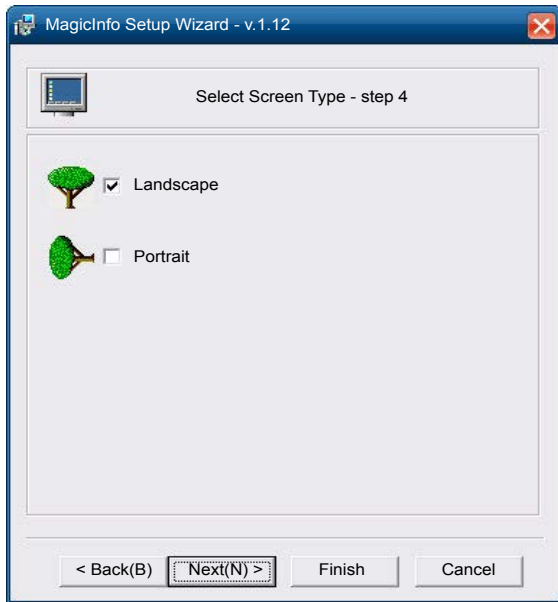 MagicInfo Setup Wizard - v.1.12
Select Screen Type - step 4
Landscape
Portrait
< Back(B) Next(N) > Finish Cancel